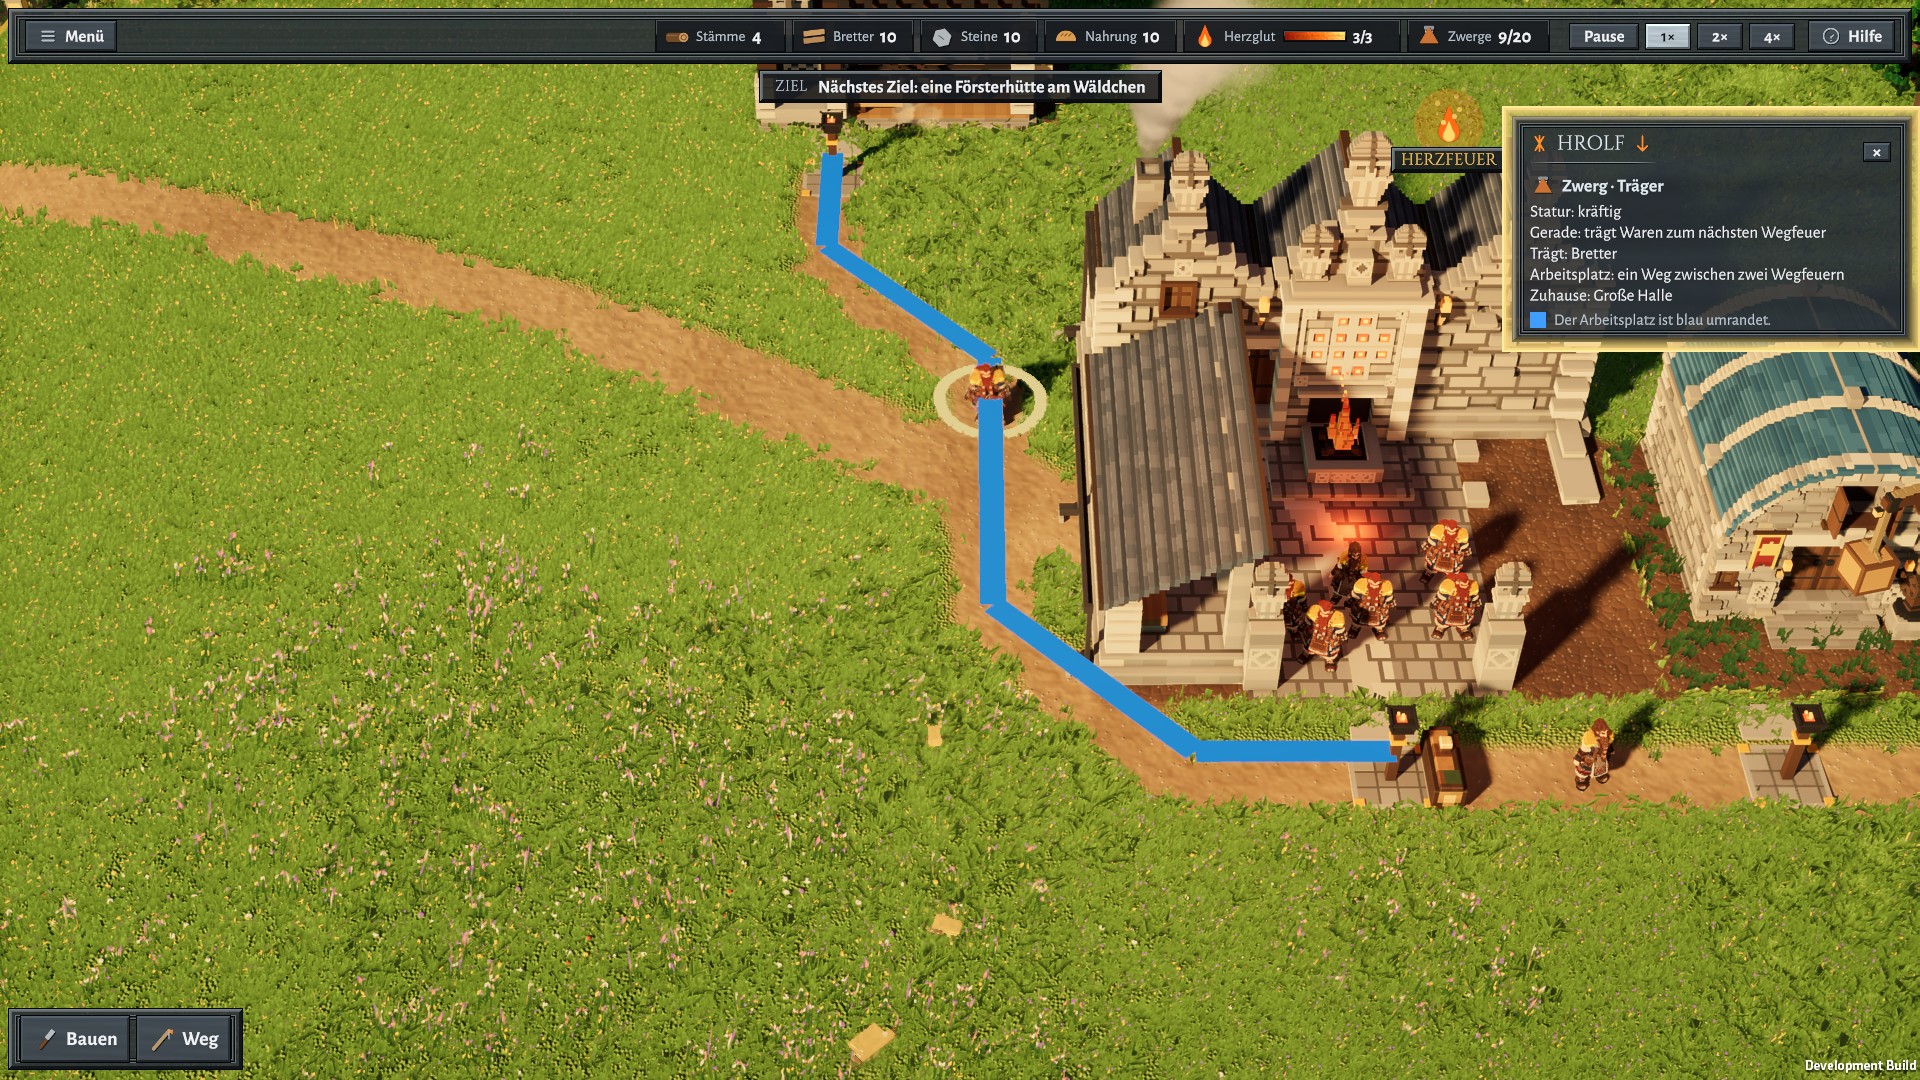 Menü
Stämme 4
Bretter 10
Steine 10
Nahrung 10
Herzglut 3/3
Zwerge 9/20
Pause
1×
2×
4×
Hilfe
ZIEL Nächstes Ziel: eine Försterhütte am Wäldchen
HERZFEUER
HROLF
×
Zwerg · Träger
Statur: kräftig
Gerade: trägt Waren zum nächsten Wegfeuer
Trägt: Bretter
Arbeitsplatz: ein Weg zwischen zwei Wegfeuern
Zuhause: Große Halle
Der Arbeitsplatz ist blau umrandet.
Bauen
Weg
Development Build